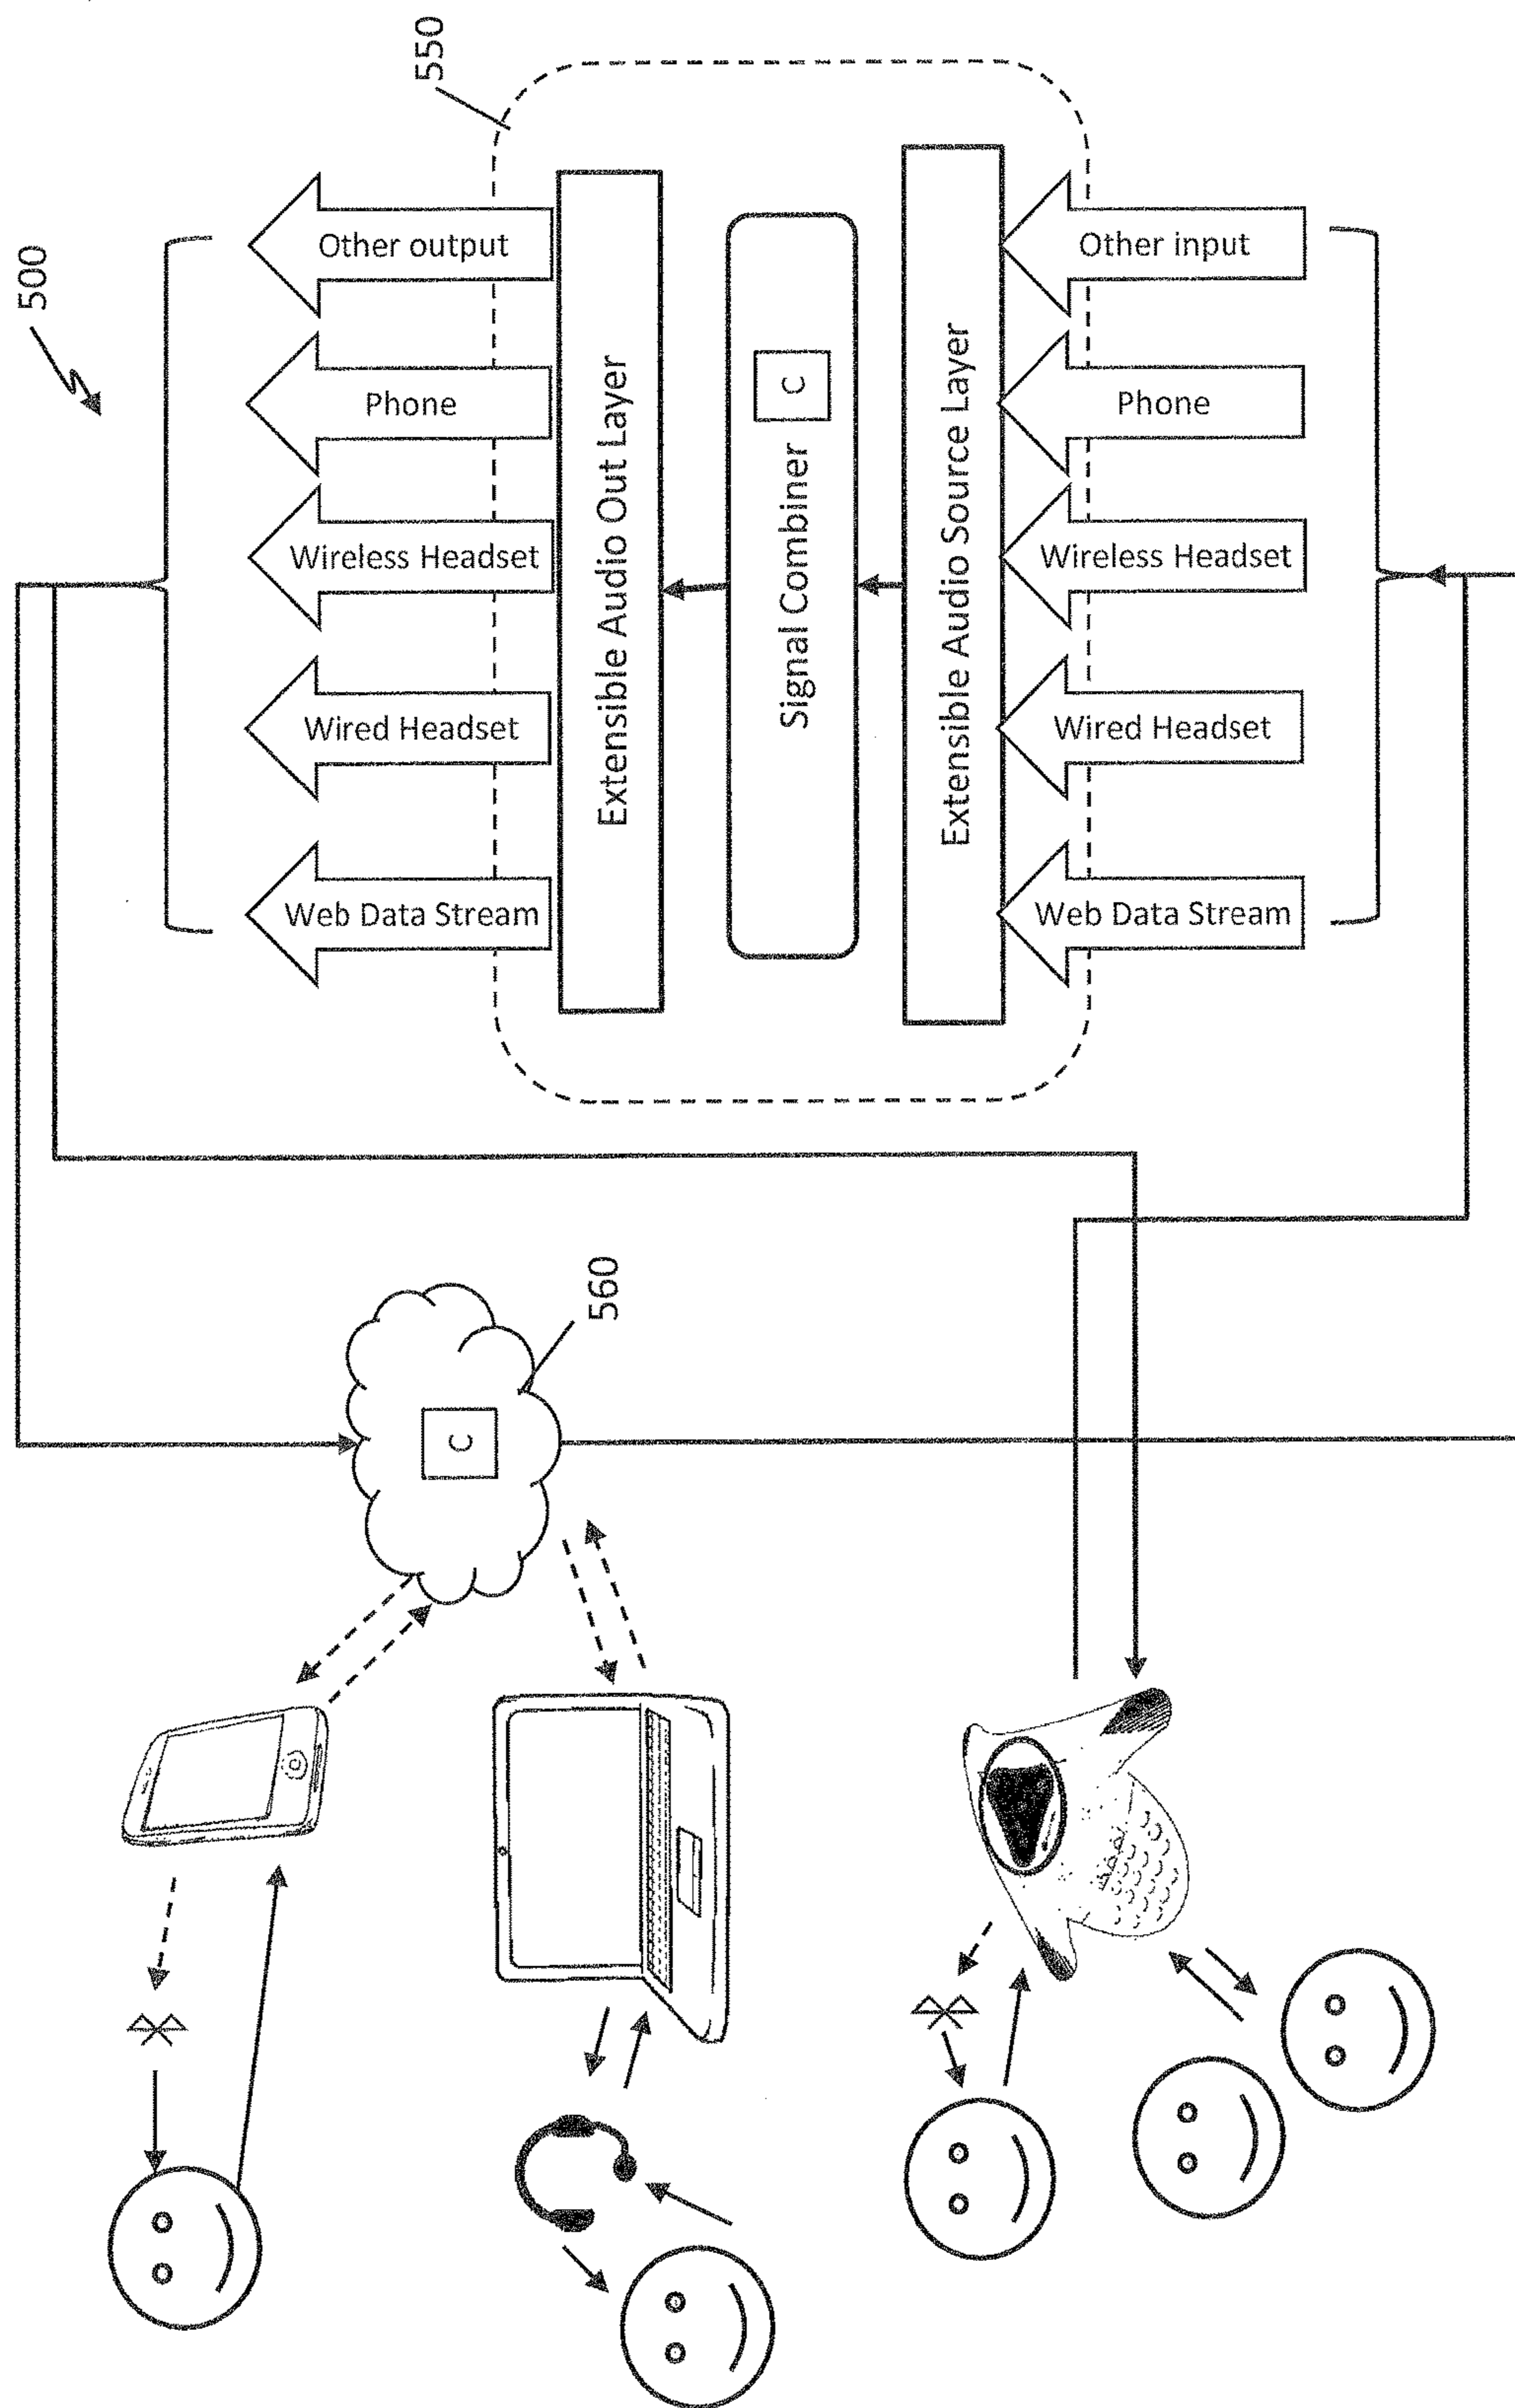 500
550
Other output
Phone
Wireless Headset
Wired Headset
Web Data Stream
Extensible Audio Out Layer
Signal Combiner
C
Extensible Audio Source Layer
Other input
Phone
Wireless Headset
Wired Headset
Web Data Stream
C
560